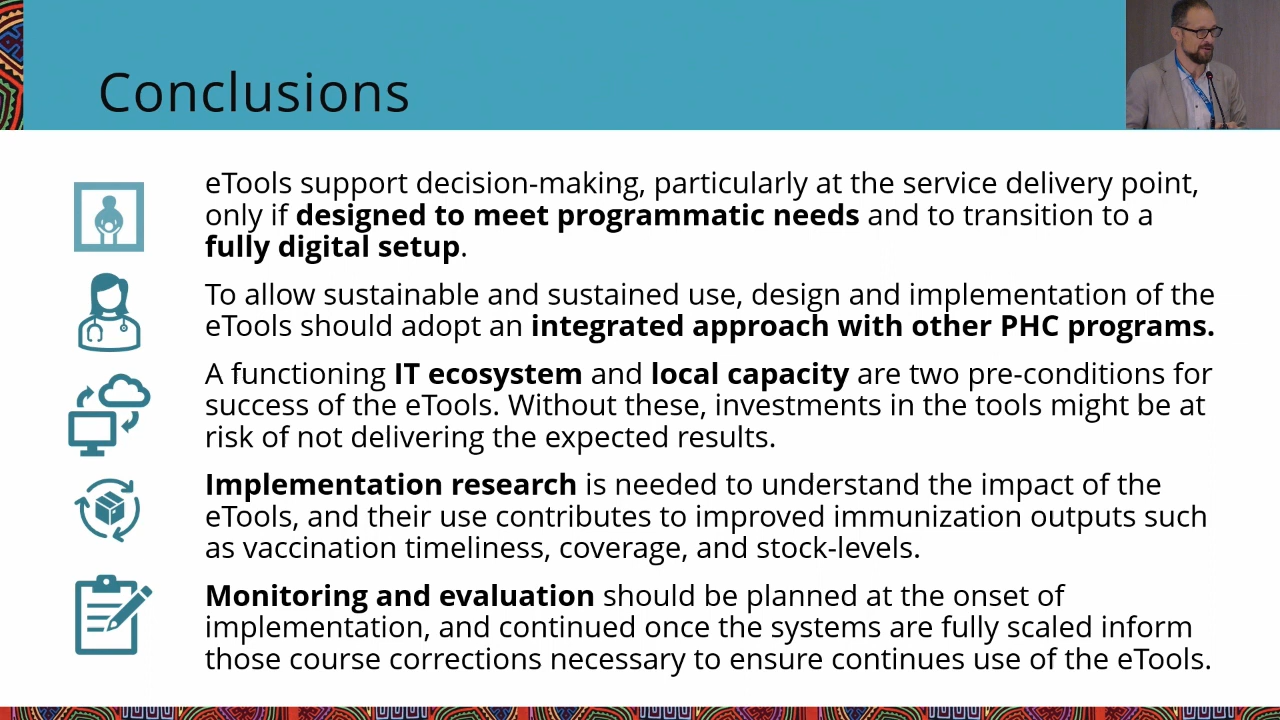 Conclusions
eTools support decision-making, particularly at the service delivery point,
only if designed to meet programmatic needs and to transition to a
fully digital setup.
To allow sustainable and sustained use, design and implementation of the
eTools should adopt an integrated approach with other PHC programs.
A functioning IT ecosystem and local capacity are two pre-conditions for
success of the eTools. Without these, investments in the tools might be at
risk of not delivering the expected results.
Implementation research is needed to understand the impact of the
eTools, and their use contributes to improved immunization outputs such
as vaccination timeliness, coverage, and stock-levels.
Monitoring and evaluation should be planned at the onset of
implementation, and continued once the systems are fully scaled inform
those course corrections necessary to ensure continues use of the eTools.